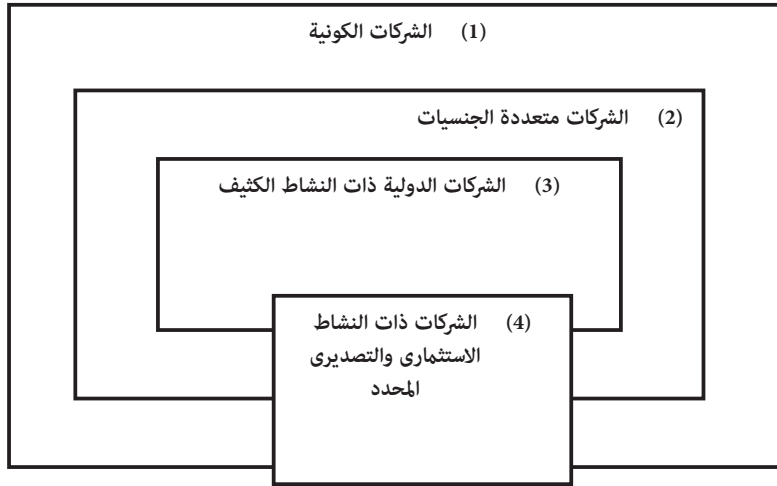 (1) الشركات الكونية
(2) الشركات متعددة الجنسيات
(3) الشركات الدولية ذات النشاط الكثيف
(4) الشركات ذات النشاط
الاستثمارى والتصديرى
المحدد